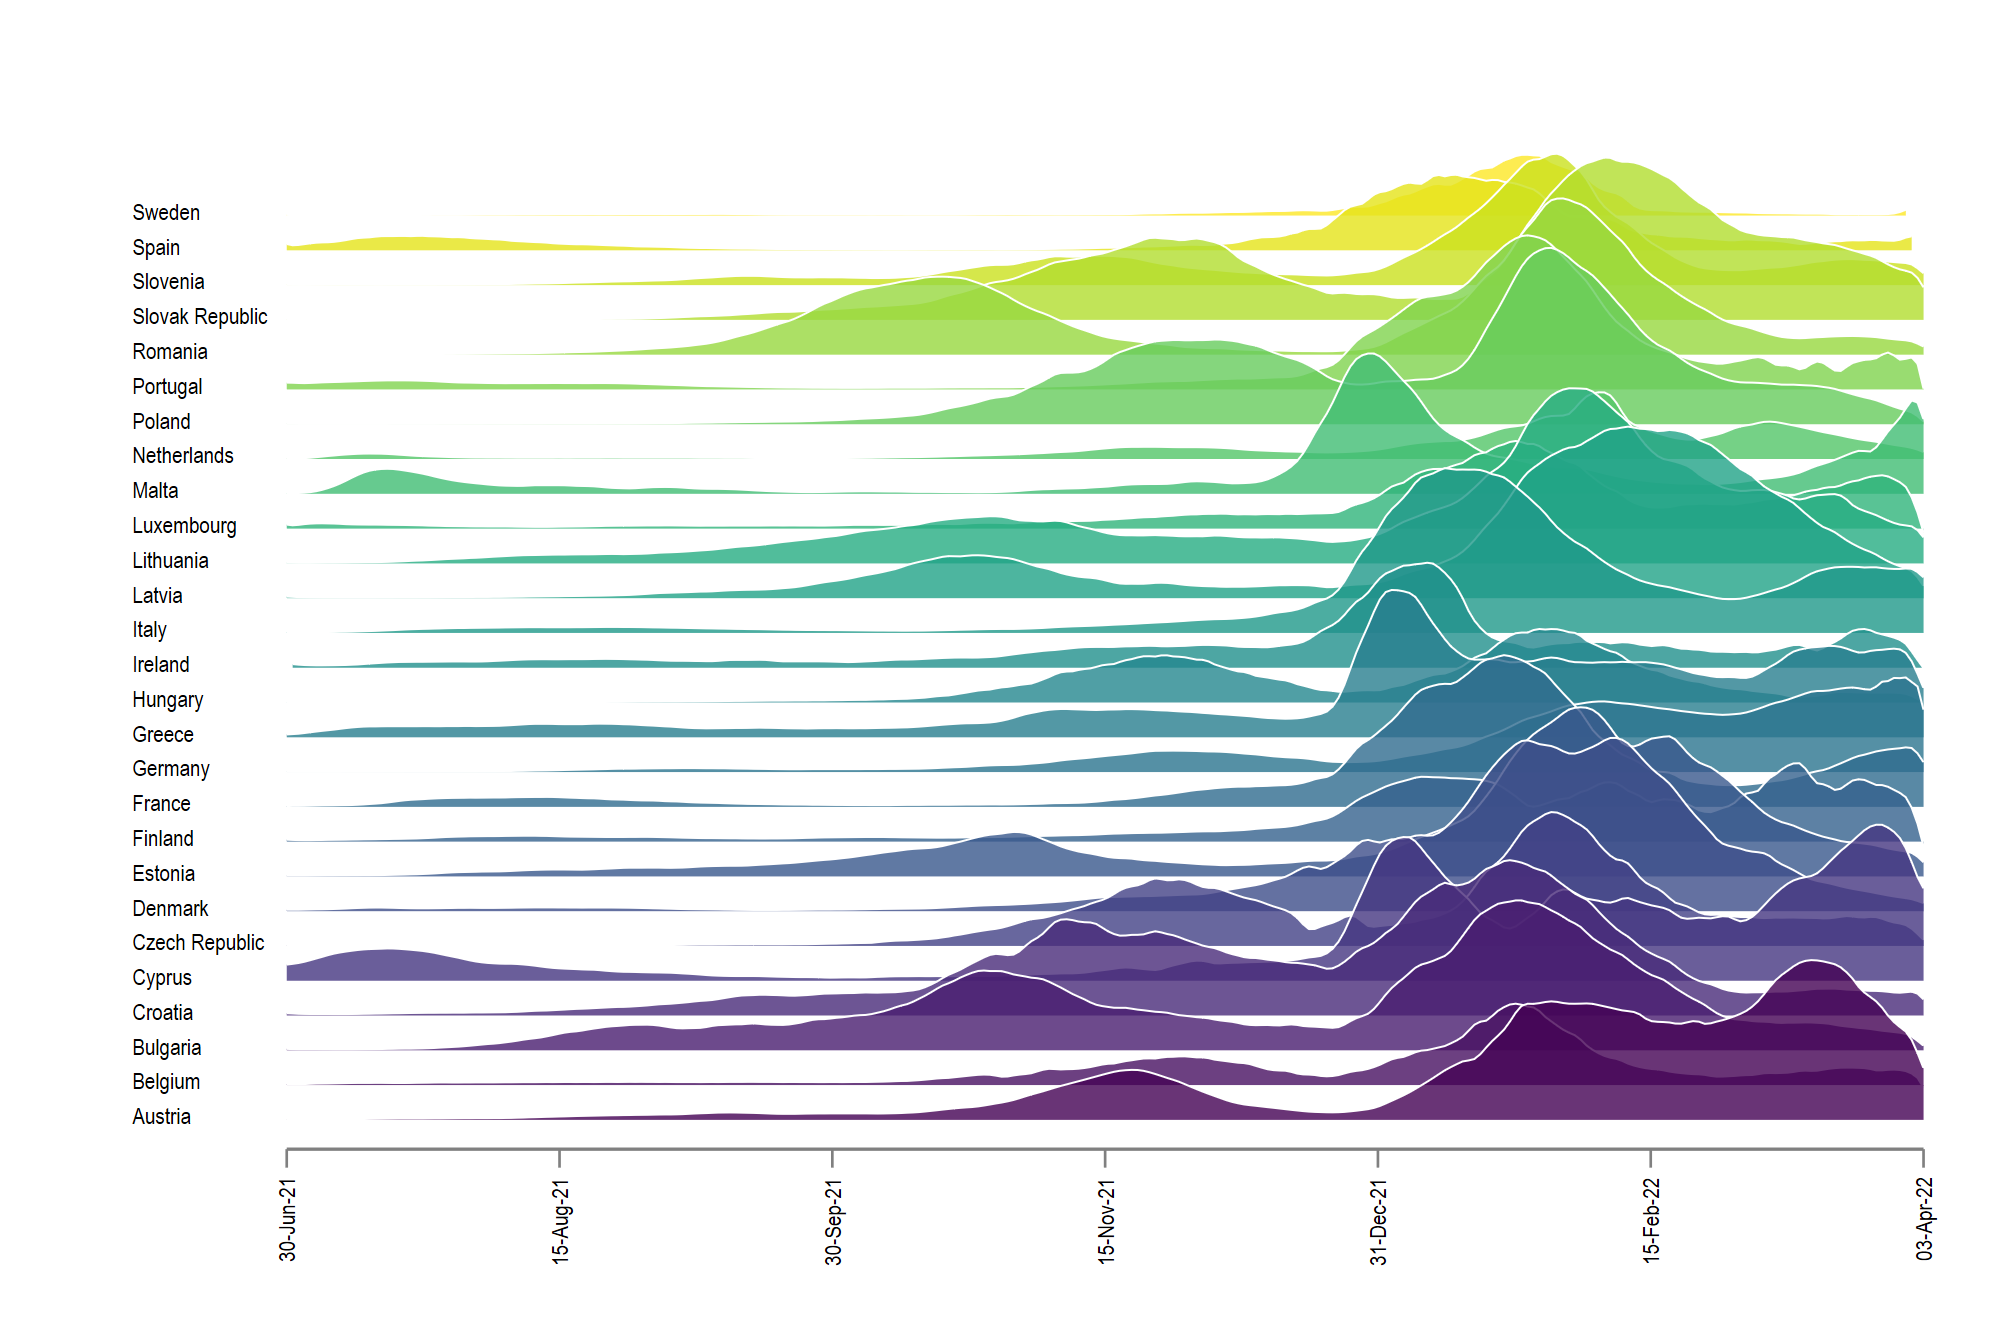 Sweden
Spain
Slovenia
Slovak Republic
Romania
Portugal
Poland
Netherlands
Malta
Luxembourg
Lithuania
Latvia
Italy
Ireland
Hungary
Greece
Germany
France
Finland
Estonia
Denmark
Czech Republic
Cyprus
Croatia
Bulgaria
Belgium
Austria
30-Jun-21
15-Aug-21
30-Sep-21
15-Nov-21
31-Dec-21
15-Feb-22
03-Apr-22